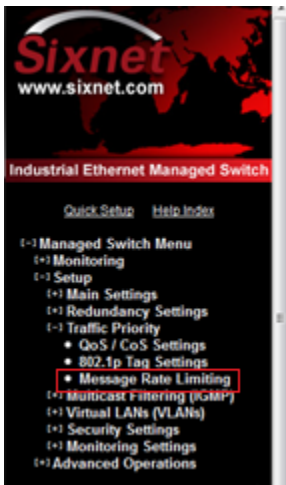 Sixnet
www.sixnet.com
Industrial Ethernet Managed Switch
Quick Setup Help Index
[-] Managed Switch Menu
[+] Monitoring
[-] Setup
[+] Main Settings
[+] Redundancy Settings
[-] Traffic Priority
• QoS / CoS Settings
• 802.1p Tag Settings
• Message Rate Limiting
[+] Multicast Filtering (IGMP)
[+] Virtual LANs (VLANs)
[+] Security Settings
[+] Monitoring Settings
[+] Advanced Operations